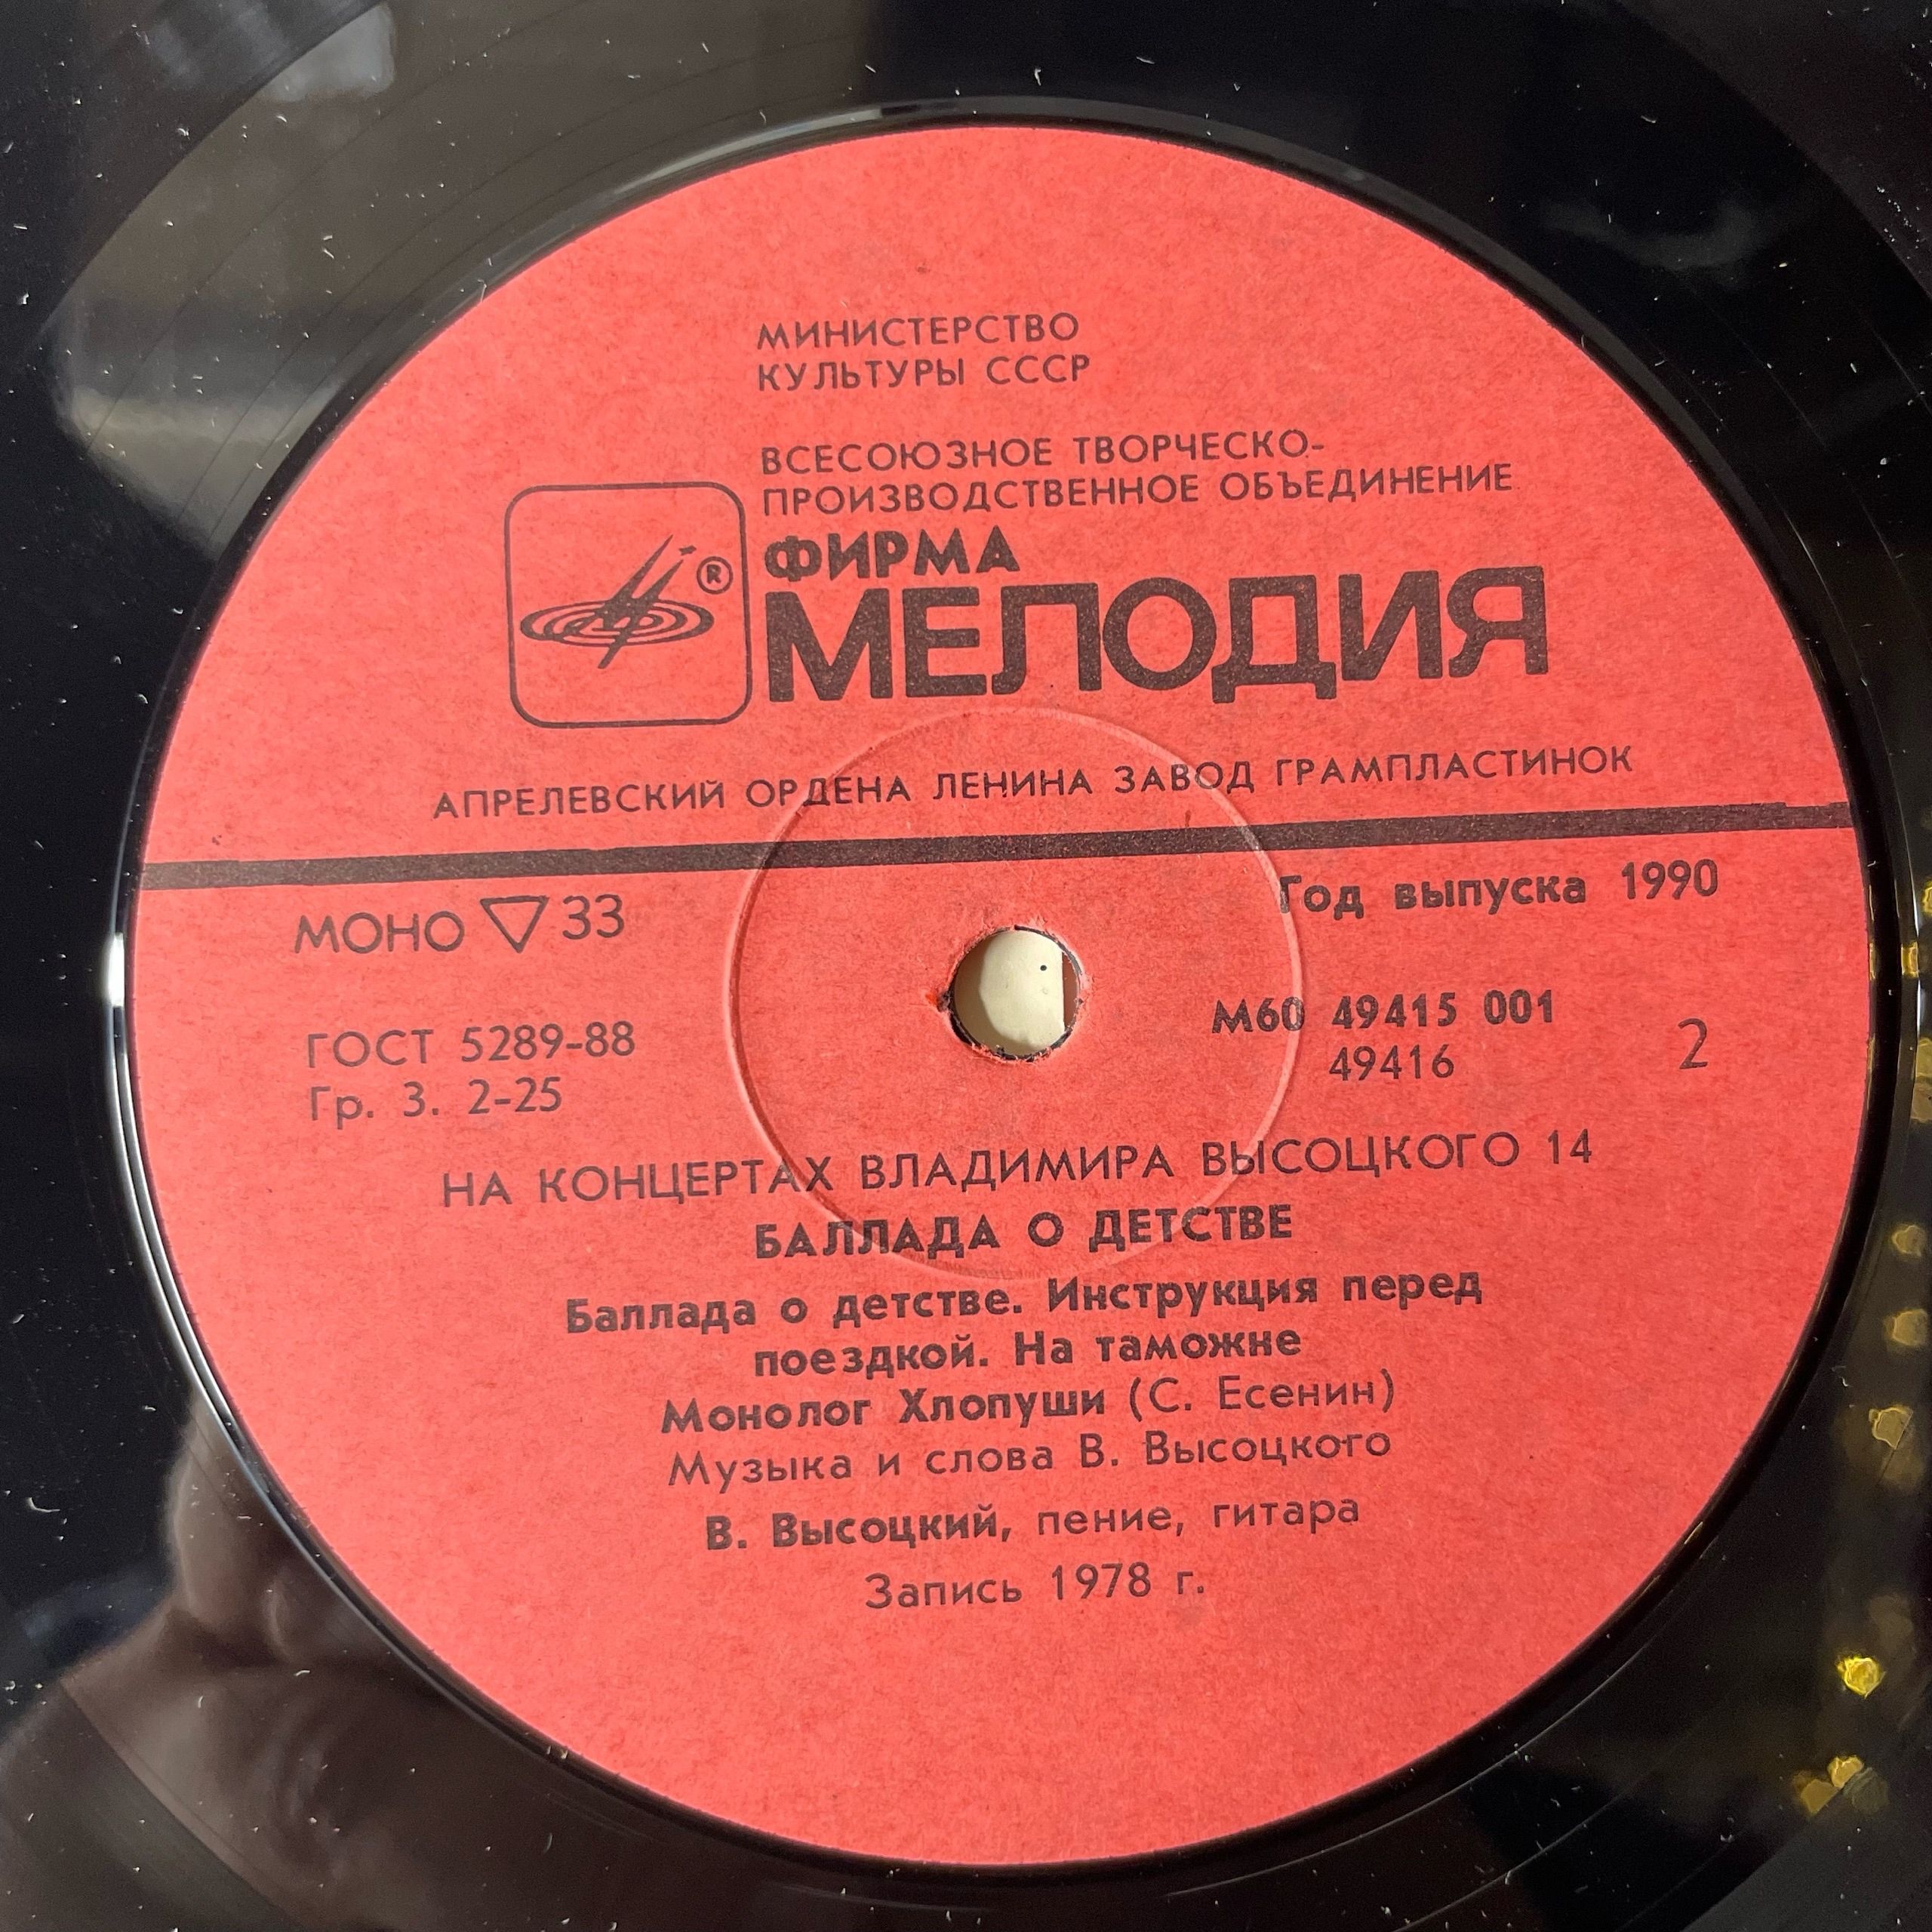 МИНИСТЕРСТВО
КУЛЬТУРЫ СССР
ВСЕСОЮЗНОЕ ТВОРЧЕСКО-
ПРОИЗВОДСТВЕННОЕ ОБЪЕДИНЕНИЕ
®
ФИРМА
МЕЛОДИЯ
АПРЕЛЕВСКИЙ ОРДЕНА ЛЕНИНА ЗАВОД ГРАМПЛАСТИНОК
МОНО ▽ 33
Год выпуска 1990
ГОСТ 5289-88
Гр. 3. 2-25
М60 49415 001
49416
2
НА КОНЦЕРТАХ ВЛАДИМИРА ВЫСОЦКОГО 14
БАЛЛАДА О ДЕТСТВЕ
Баллада о детстве. Инструкция перед
поездкой. На таможне
Монолог Хлопуши (С. Есенин)
Музыка и слова В. Высоцкого
В. Высоцкий, пение, гитара
Запись 1978 г.